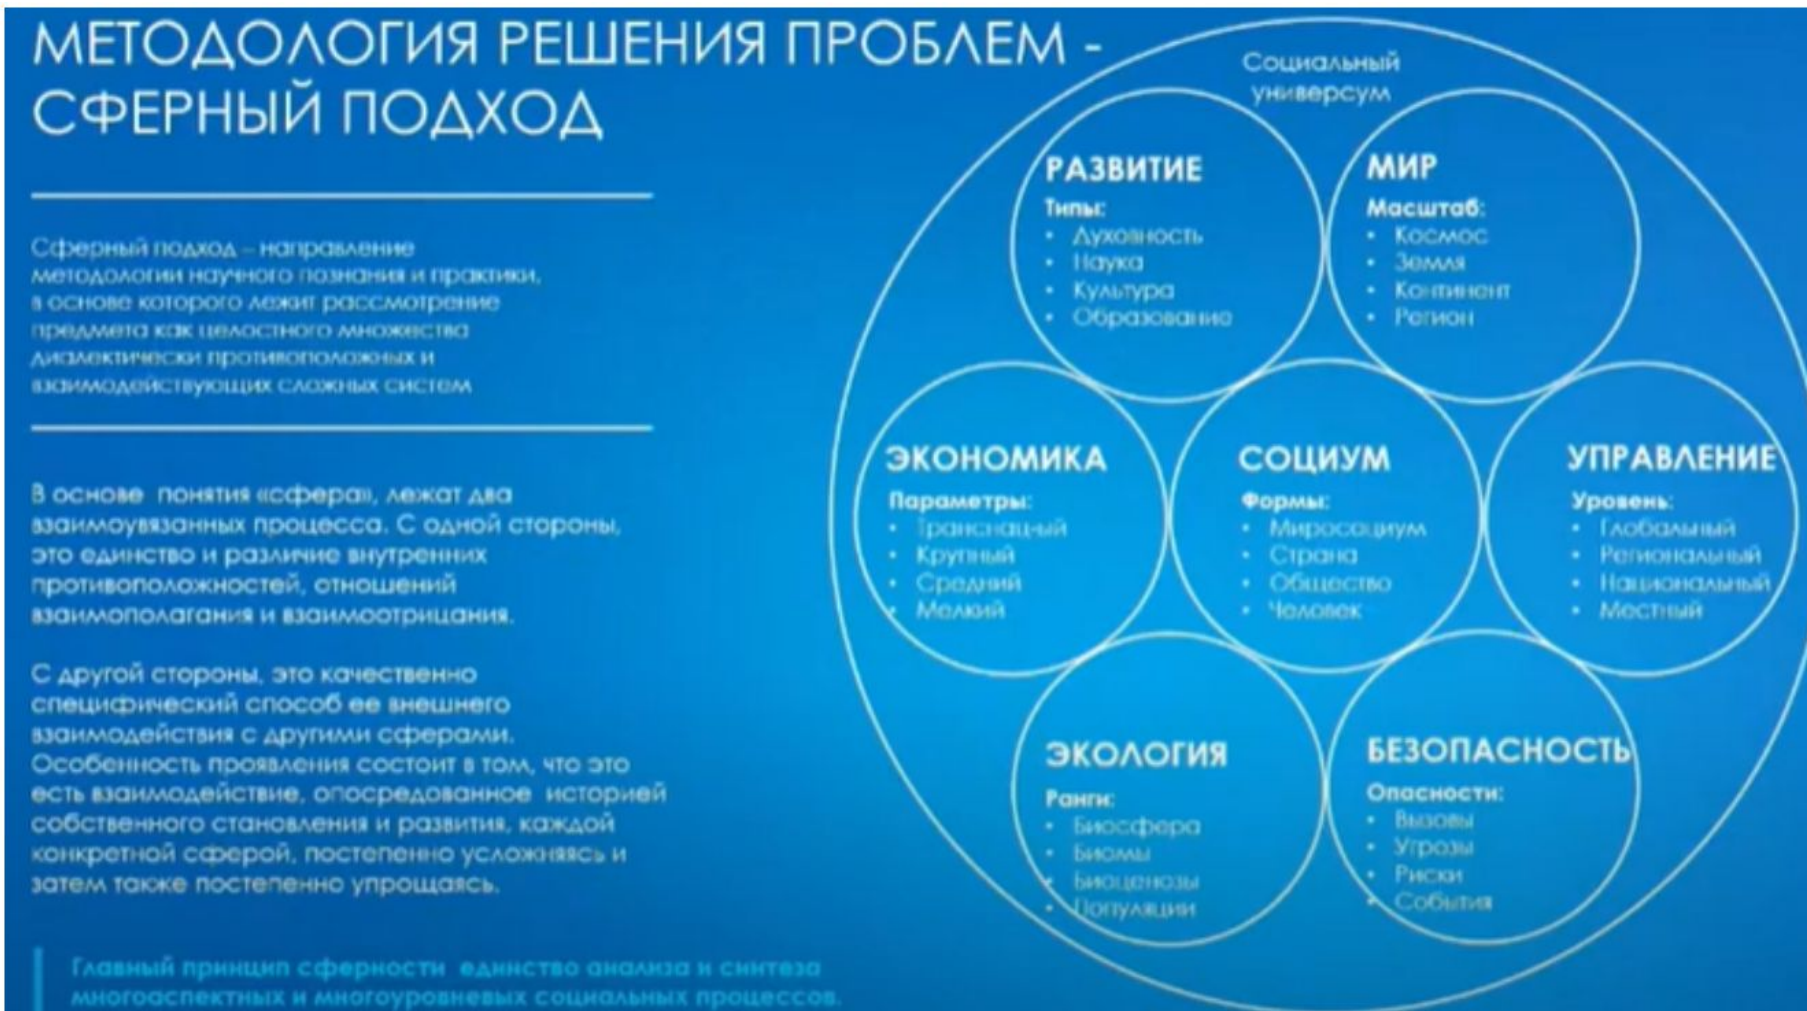 МЕТОДОЛОГИЯ РЕШЕНИЯ ПРОБЛЕМ -
СФЕРНЫЙ ПОДХОД
Сферный подход – направление
методологии научного познания и практики,
в основе которого лежит рассмотрение
предмета как целостного множества
диалектически противоположных и
взаимодействующих сложных систем
В основе понятия «сфера», лежат два
взаимоувязанных процесса. С одной стороны,
это единство и различие внутренних
противоположностей, отношений
взаимополагания и взаимоотрицания.
С другой стороны, это качественно
специфический способ ее внешнего
взаимодействия с другими сферами.
Особенность проявления состоит в том, что это
есть взаимодействие, опосредованное историей
собственного становления и развития, каждой
конкретной сферой, постепенно усложняясь и
затем также постепенно упрощаясь.
Главный принцип сферности единство анализа и синтеза
многоаспектных и многоуровневых социальных процессов.
Социальный
универсум
РАЗВИТИЕ
Типы:
• Духовность
• Наука
• Культура
• Образование
МИР
Масштаб:
• Космос
• Земля
• Континент
• Регион
ЭКОНОМИКА
Параметры:
• Транснац-ый
• Крупный
• Средний
• Мелкий
СОЦИУМ
Формы:
• Миросоциум
• Страна
• Общество
• Человек
УПРАВЛЕНИЕ
Уровень:
• Глобальный
• Региональный
• Национальный
• Местный
ЭКОЛОГИЯ
Ранги:
• Биосфера
• Биомы
• Биоценозы
• Популяции
БЕЗОПАСНОСТЬ
Опасности:
• Вызовы
• Угрозы
• Риски
• События